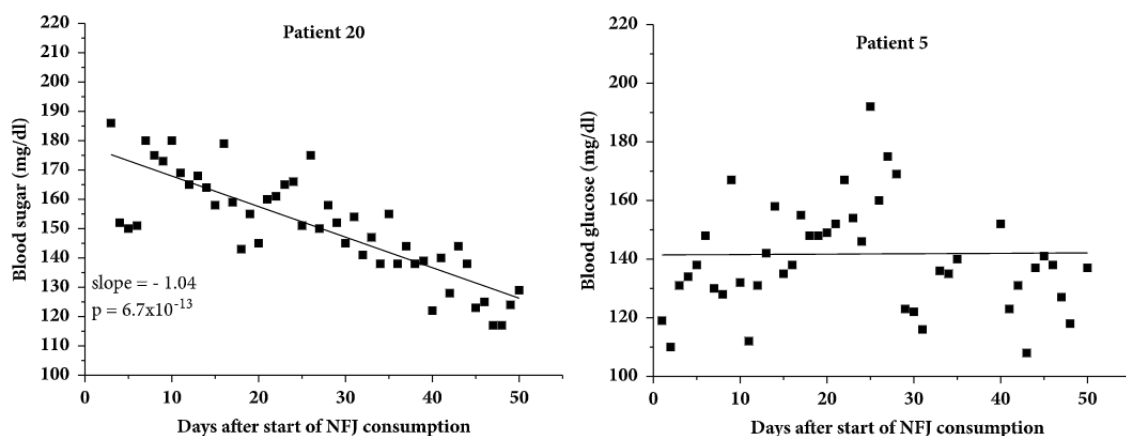 Patient 20
Blood sugar (mg/dl)
220
210
200
190
180
170
160
150
140
130
120
110
100
slope = - 1.04
p = 6.7x10⁻¹³
0 10 20 30 40 50
Days after start of NFJ consumption
Patient 5
Blood glucose (mg/dl)
220
200
180
160
140
120
100
0 10 20 30 40 50
Days after start of NFJ consumption